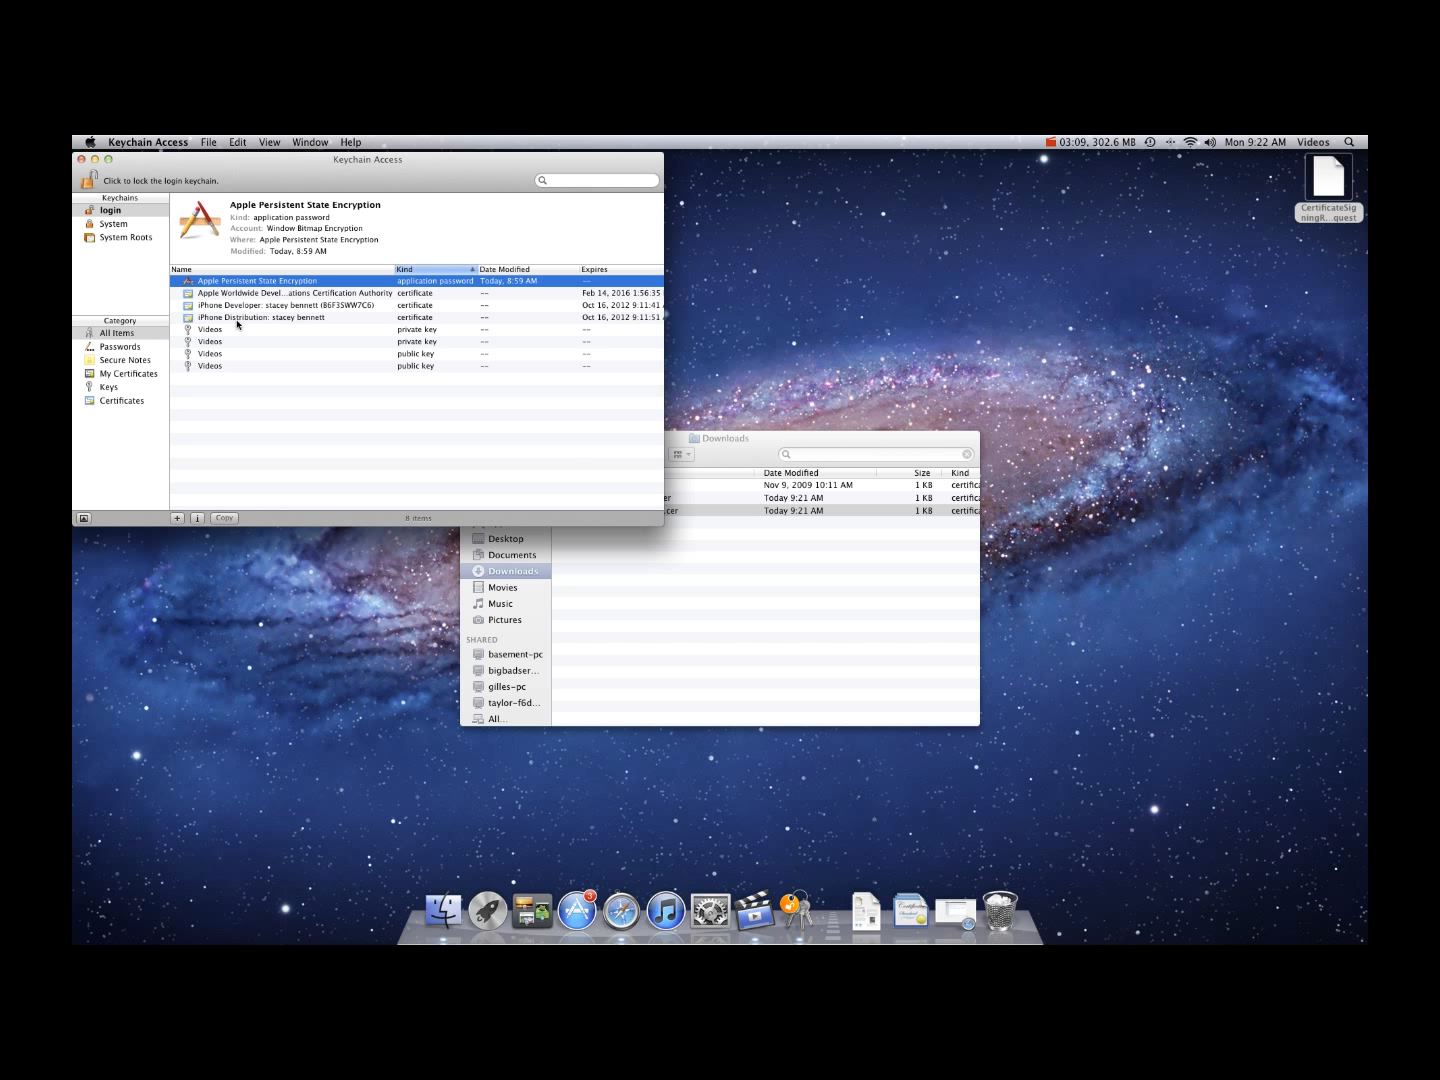 Keychain Access File Edit View Window Help
03:09, 302.6 MB Mon 9:22 AM Videos
Keychain Access
Click to lock the login keychain.
Keychains
login
System
System Roots
Apple Persistent State Encryption
Kind: application password
Account: Window Bitmap Encryption
Where: Apple Persistent State Encryption
Modified: Today, 8:59 AM
Name Kind Date Modified Expires
Apple Persistent State Encryption application password Today, 8:59 AM --
Apple Worldwide Devel...ations Certification Authority certificate -- Feb 14, 2016 1:56:35
iPhone Developer: stacey bennett (86F3SWW7C6) certificate -- Oct 16, 2012 9:11:41
iPhone Distribution: stacey bennett certificate -- Oct 16, 2012 9:11:51
Videos private key -- --
Videos private key -- --
Videos public key -- --
Videos public key -- --
Category
All Items
Passwords
Secure Notes
My Certificates
Keys
Certificates
+ i Copy 8 items
Downloads
Date Modified Size Kind
Nov 9, 2009 10:11 AM 1 KB certific
er Today 9:21 AM 1 KB certific
.cer Today 9:21 AM 1 KB certific
Desktop
Documents
Downloads
Movies
Music
Pictures
SHARED
basement-pc
bigbadser...
gilles-pc
taylor-f6d...
All...
CertificateSig
ningR...quest
3